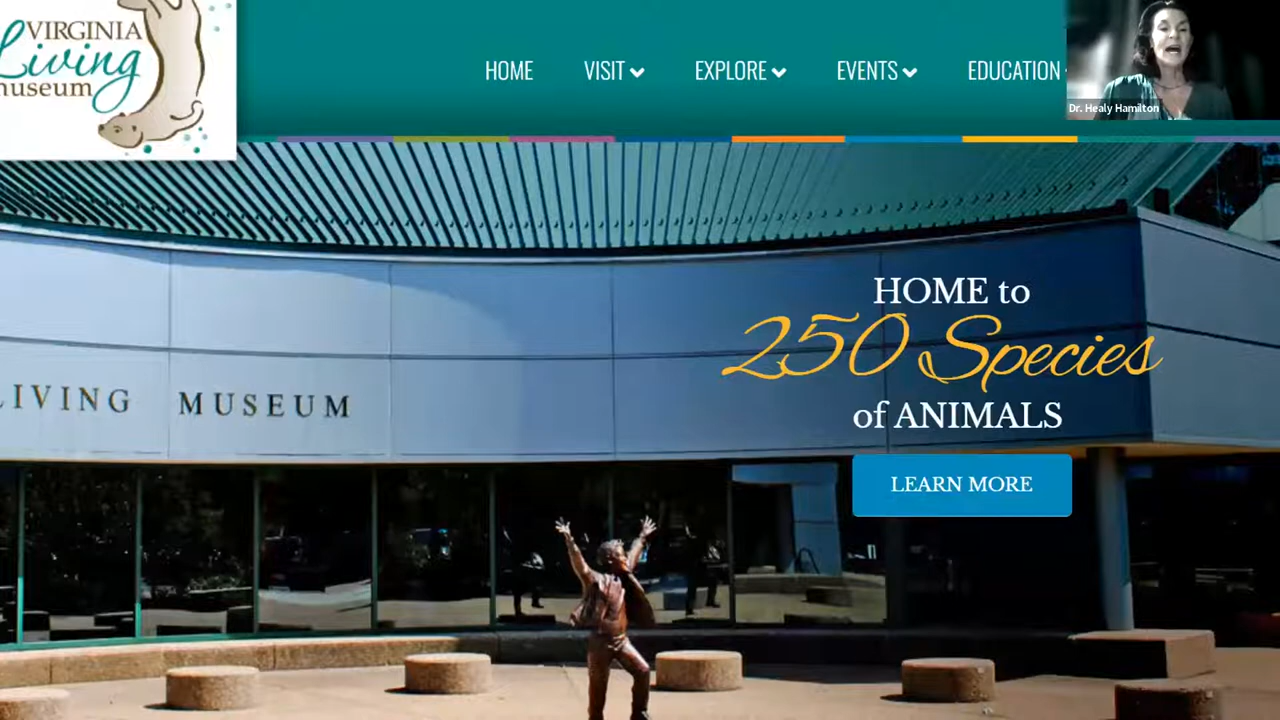 VIRGINIA
Living
museum
HOME VISIT EXPLORE EVENTS EDUCATION
Dr. Healy Hamilton
HOME to
250 Species
of ANIMALS
LIVING MUSEUM
LEARN MORE